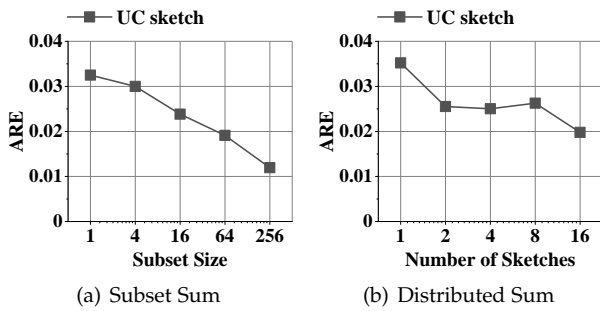 UC sketch
0.04
0.03
0.02
0.01
0
ARE
1 4 16 64 256
Subset Size
(a) Subset Sum
UC sketch
0.04
0.03
0.02
0.01
0
ARE
1 2 4 8 16
Number of Sketches
(b) Distributed Sum